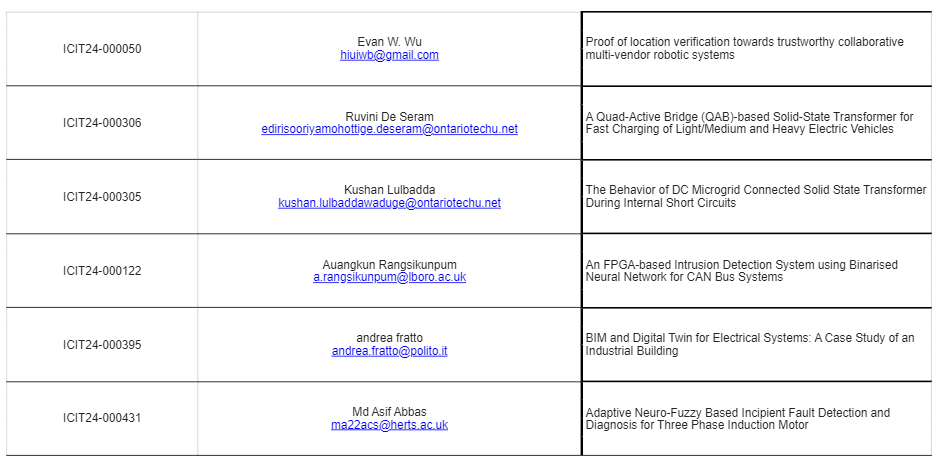 ICIT24-000050
Evan W. Wu
hiuiwb@gmail.com
Proof of location verification towards trustworthy collaborative
multi-vendor robotic systems
ICIT24-000306
Ruvini De Seram
edirisooriyamohottige.deseram@ontariotechu.net
A Quad-Active Bridge (QAB)-based Solid-State Transformer for
Fast Charging of Light/Medium and Heavy Electric Vehicles
ICIT24-000305
Kushan Lulbadda
kushan.lulbaddawaduge@ontariotechu.net
The Behavior of DC Microgrid Connected Solid State Transformer
During Internal Short Circuits
ICIT24-000122
Auangkun Rangsikunpum
a.rangsikunpum@lboro.ac.uk
An FPGA-based Intrusion Detection System using Binarised
Neural Network for CAN Bus Systems
ICIT24-000395
andrea fratto
andrea.fratto@polito.it
BIM and Digital Twin for Electrical Systems: A Case Study of an
Industrial Building
ICIT24-000431
Md Asif Abbas
ma22acs@herts.ac.uk
Adaptive Neuro-Fuzzy Based Incipient Fault Detection and
Diagnosis for Three Phase Induction Motor